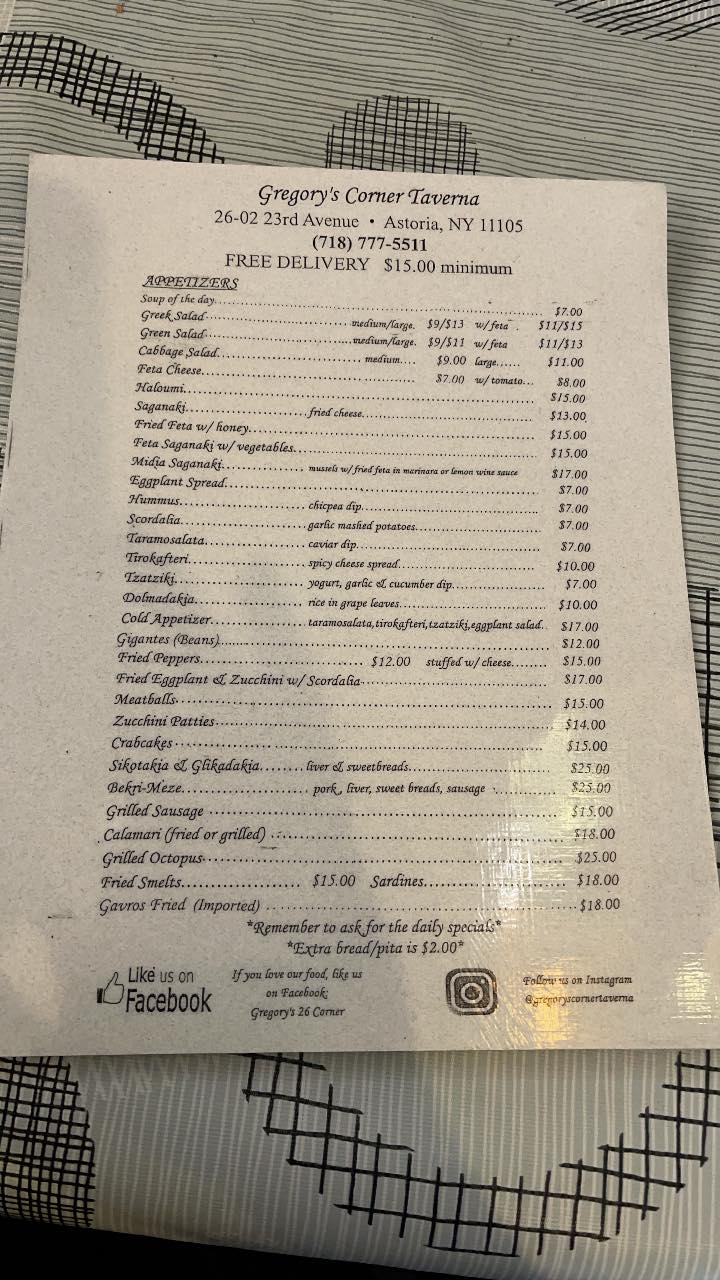 Gregory's Corner Taverna
26-02 23rd Avenue • Astoria, NY 11105
(718) 777-5511
FREE DELIVERY $15.00 minimum
APPETIZERS
Soup of the day $7.00
Greek Salad medium/large. $9/$13 w/feta $11/$15
Green Salad medium/large. $9/$11 w/feta $11/$13
Cabbage Salad medium.... $9.00 large...... $11.00
Feta Cheese $7.00 w/tomato... $8.00
Haloumi $15.00
Saganaki fried cheese $13.00
Fried Feta w/ honey $15.00
Feta Saganaki w/ vegetables $15.00
Midia Saganaki mussels w/ fried feta in marinara or lemon wine sauce $17.00
Eggplant Spread $7.00
Hummus chicpea dip $7.00
Scordalia garlic mashed potatoes $7.00
Taramosalata caviar dip $7.00
Tirokafteri spicy cheese spread $10.00
Tzatziki yogurt, garlic & cucumber dip $7.00
Dolmadakia rice in grape leaves $10.00
Cold Appetizer taramosalata,tirokafteri,tzatziki,eggplant salad.. $17.00
Gigantes (Beans) $12.00
Fried Peppers $12.00 stuffed w/ cheese $15.00
Fried Eggplant & Zucchini w/ Scordalia $17.00
Meatballs $15.00
Zucchini Patties $14.00
Crabcakes $15.00
Sikotakia & Glikadakia liver & sweetbreads $25.00
Bekri-Meze pork, liver, sweet breads, sausage $25.00
Grilled Sausage $15.00
Calamari (fried or grilled) $18.00
Grilled Octopus $25.00
Fried Smelts $15.00 Sardines $18.00
Gavros Fried (Imported) $18.00
*Remember to ask for the daily specials*
*Extra bread/pita is $2.00*
Like us on
Facebook
If you love our food, like us
on Facebook:
Gregory's 26 Corner
Follow us on Instagram
@gregoryscornertaverna